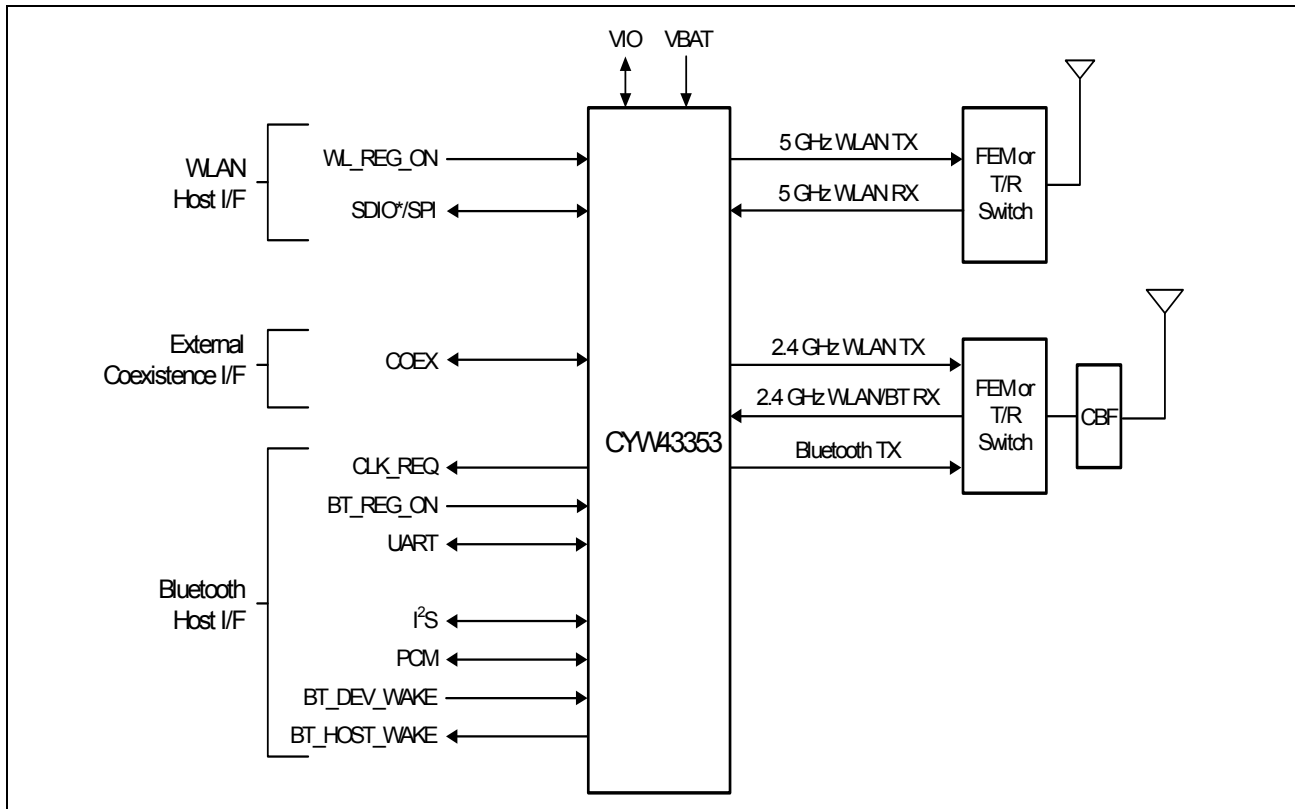 VIO VBAT
WLAN
Host I/F
WL_REG_ON
SDIO*/SPI
5 GHz WLAN TX
5 GHz WLAN RX
FEM or
T/R
Switch
External
Coexistence I/F
COEX
2.4 GHz WLAN TX
2.4 GHz WLAN/BT RX
Bluetooth TX
FEM or
T/R
Switch
CBF
CYW43353
Bluetooth
Host I/F
CLK_REQ
BT_REG_ON
UART
I²S
PCM
BT_DEV_WAKE
BT_HOST_WAKE